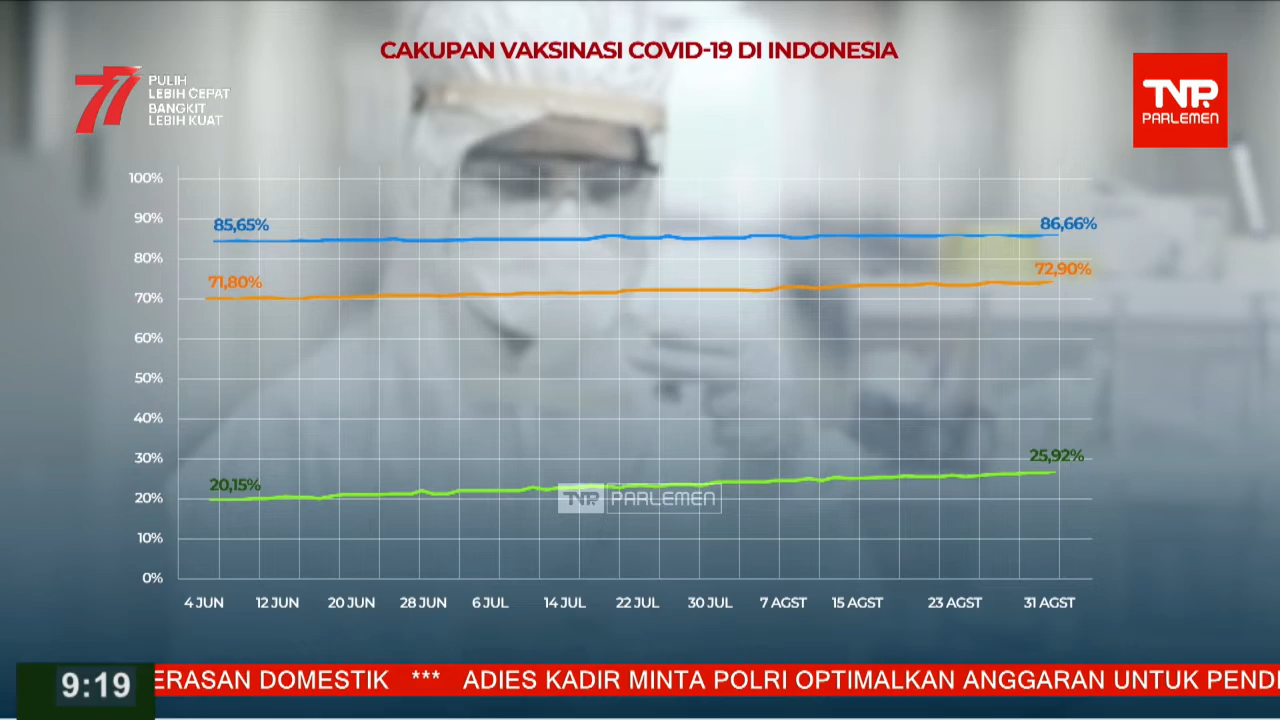 CAKUPAN VAKSINASI COVID-19 DI INDONESIA
77
PULIH
LEBIH CEPAT
BANGKIT
LEBIH KUAT
TVP.
PARLEMEN
100%
90%
80%
70%
60%
50%
40%
30%
20%
10%
0%
85,65%
86,66%
71,80%
72,90%
20,15%
25,92%
TVP. PARLEMEN
4 JUN 12 JUN 20 JUN 28 JUN 6 JUL 14 JUL 22 JUL 30 JUL 7 AGST 15 AGST 23 AGST 31 AGST
9:19
ERASAN DOMESTIK *** ADIES KADIR MINTA POLRI OPTIMALKAN ANGGARAN UNTUK PENDI